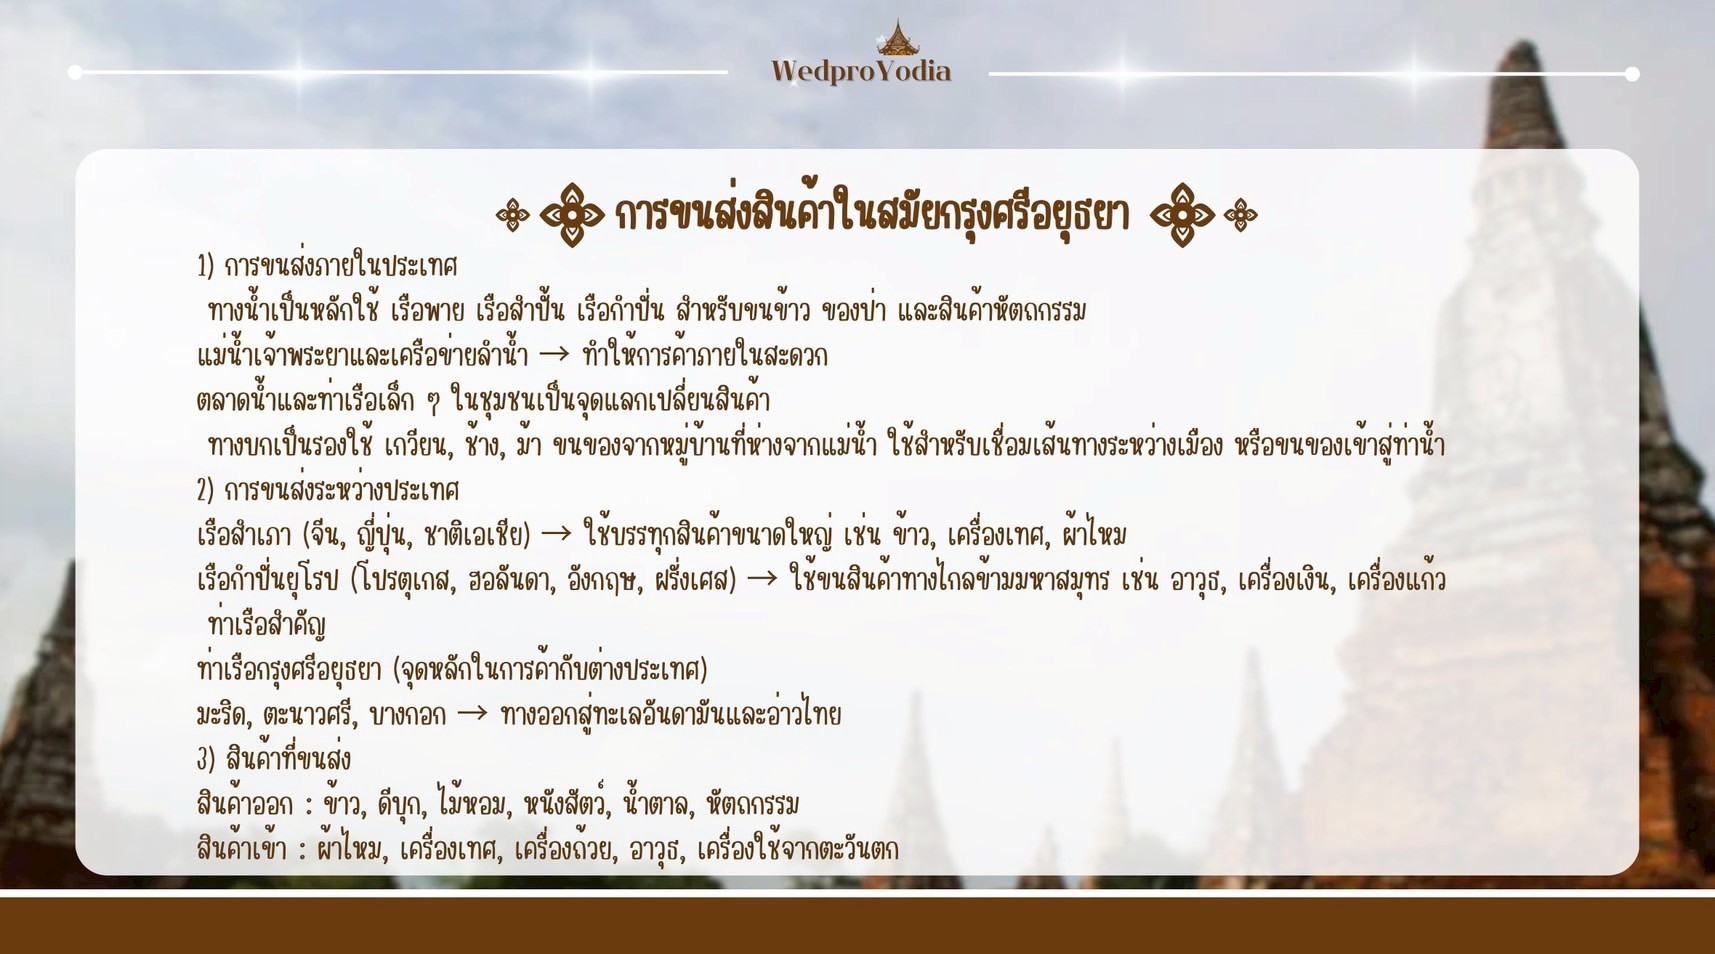 WedproYodia
การขนส่งสินค้าในสมัยกรุงศรีอยุธยา
1) การขนส่งภายในประเทศ
ทางน้ำเป็นหลักใช้ เรือพาย เรือสำปั้น เรือกำปั่น สำหรับขนข้าว ของป่า และสินค้าหัตถกรรม
แม่น้ำเจ้าพระยาและเครือข่ายลำน้ำ → ทำให้การค้าภายในสะดวก
ตลาดน้ำและท่าเรือเล็ก ๆ ในชุมชนเป็นจุดแลกเปลี่ยนสินค้า
ทางบกเป็นรองใช้ เกวียน, ช้าง, ม้า ขนของจากหมู่บ้านที่ห่างจากแม่น้ำ ใช้สำหรับเชื่อมเส้นทางระหว่างเมือง หรือขนของเข้าสู่ท่าน้ำ
2) การขนส่งระหว่างประเทศ
เรือสำเภา (จีน, ญี่ปุ่น, ชาติเอเชีย) → ใช้บรรทุกสินค้าขนาดใหญ่ เช่น ข้าว, เครื่องเทศ, ผ้าไหม
เรือกำปั่นยุโรป (โปรตุเกส, ฮอลันดา, อังกฤษ, ฝรั่งเศส) → ใช้ขนสินค้าทางไกลข้ามมหาสมุทร เช่น อาวุธ, เครื่องเงิน, เครื่องแก้ว
ท่าเรือสำคัญ
ท่าเรือกรุงศรีอยุธยา (จุดหลักในการค้ากับต่างประเทศ)
มะริด, ตะนาวศรี, บางกอก → ทางออกสู่ทะเลอันดามันและอ่าวไทย
3) สินค้าที่ขนส่ง
สินค้าออก : ข้าว, ดีบุก, ไม้หอม, หนังสัตว์, น้ำตาล, หัตถกรรม
สินค้าเข้า : ผ้าไหม, เครื่องเทศ, เครื่องถ้วย, อาวุธ, เครื่องใช้จากตะวันตก